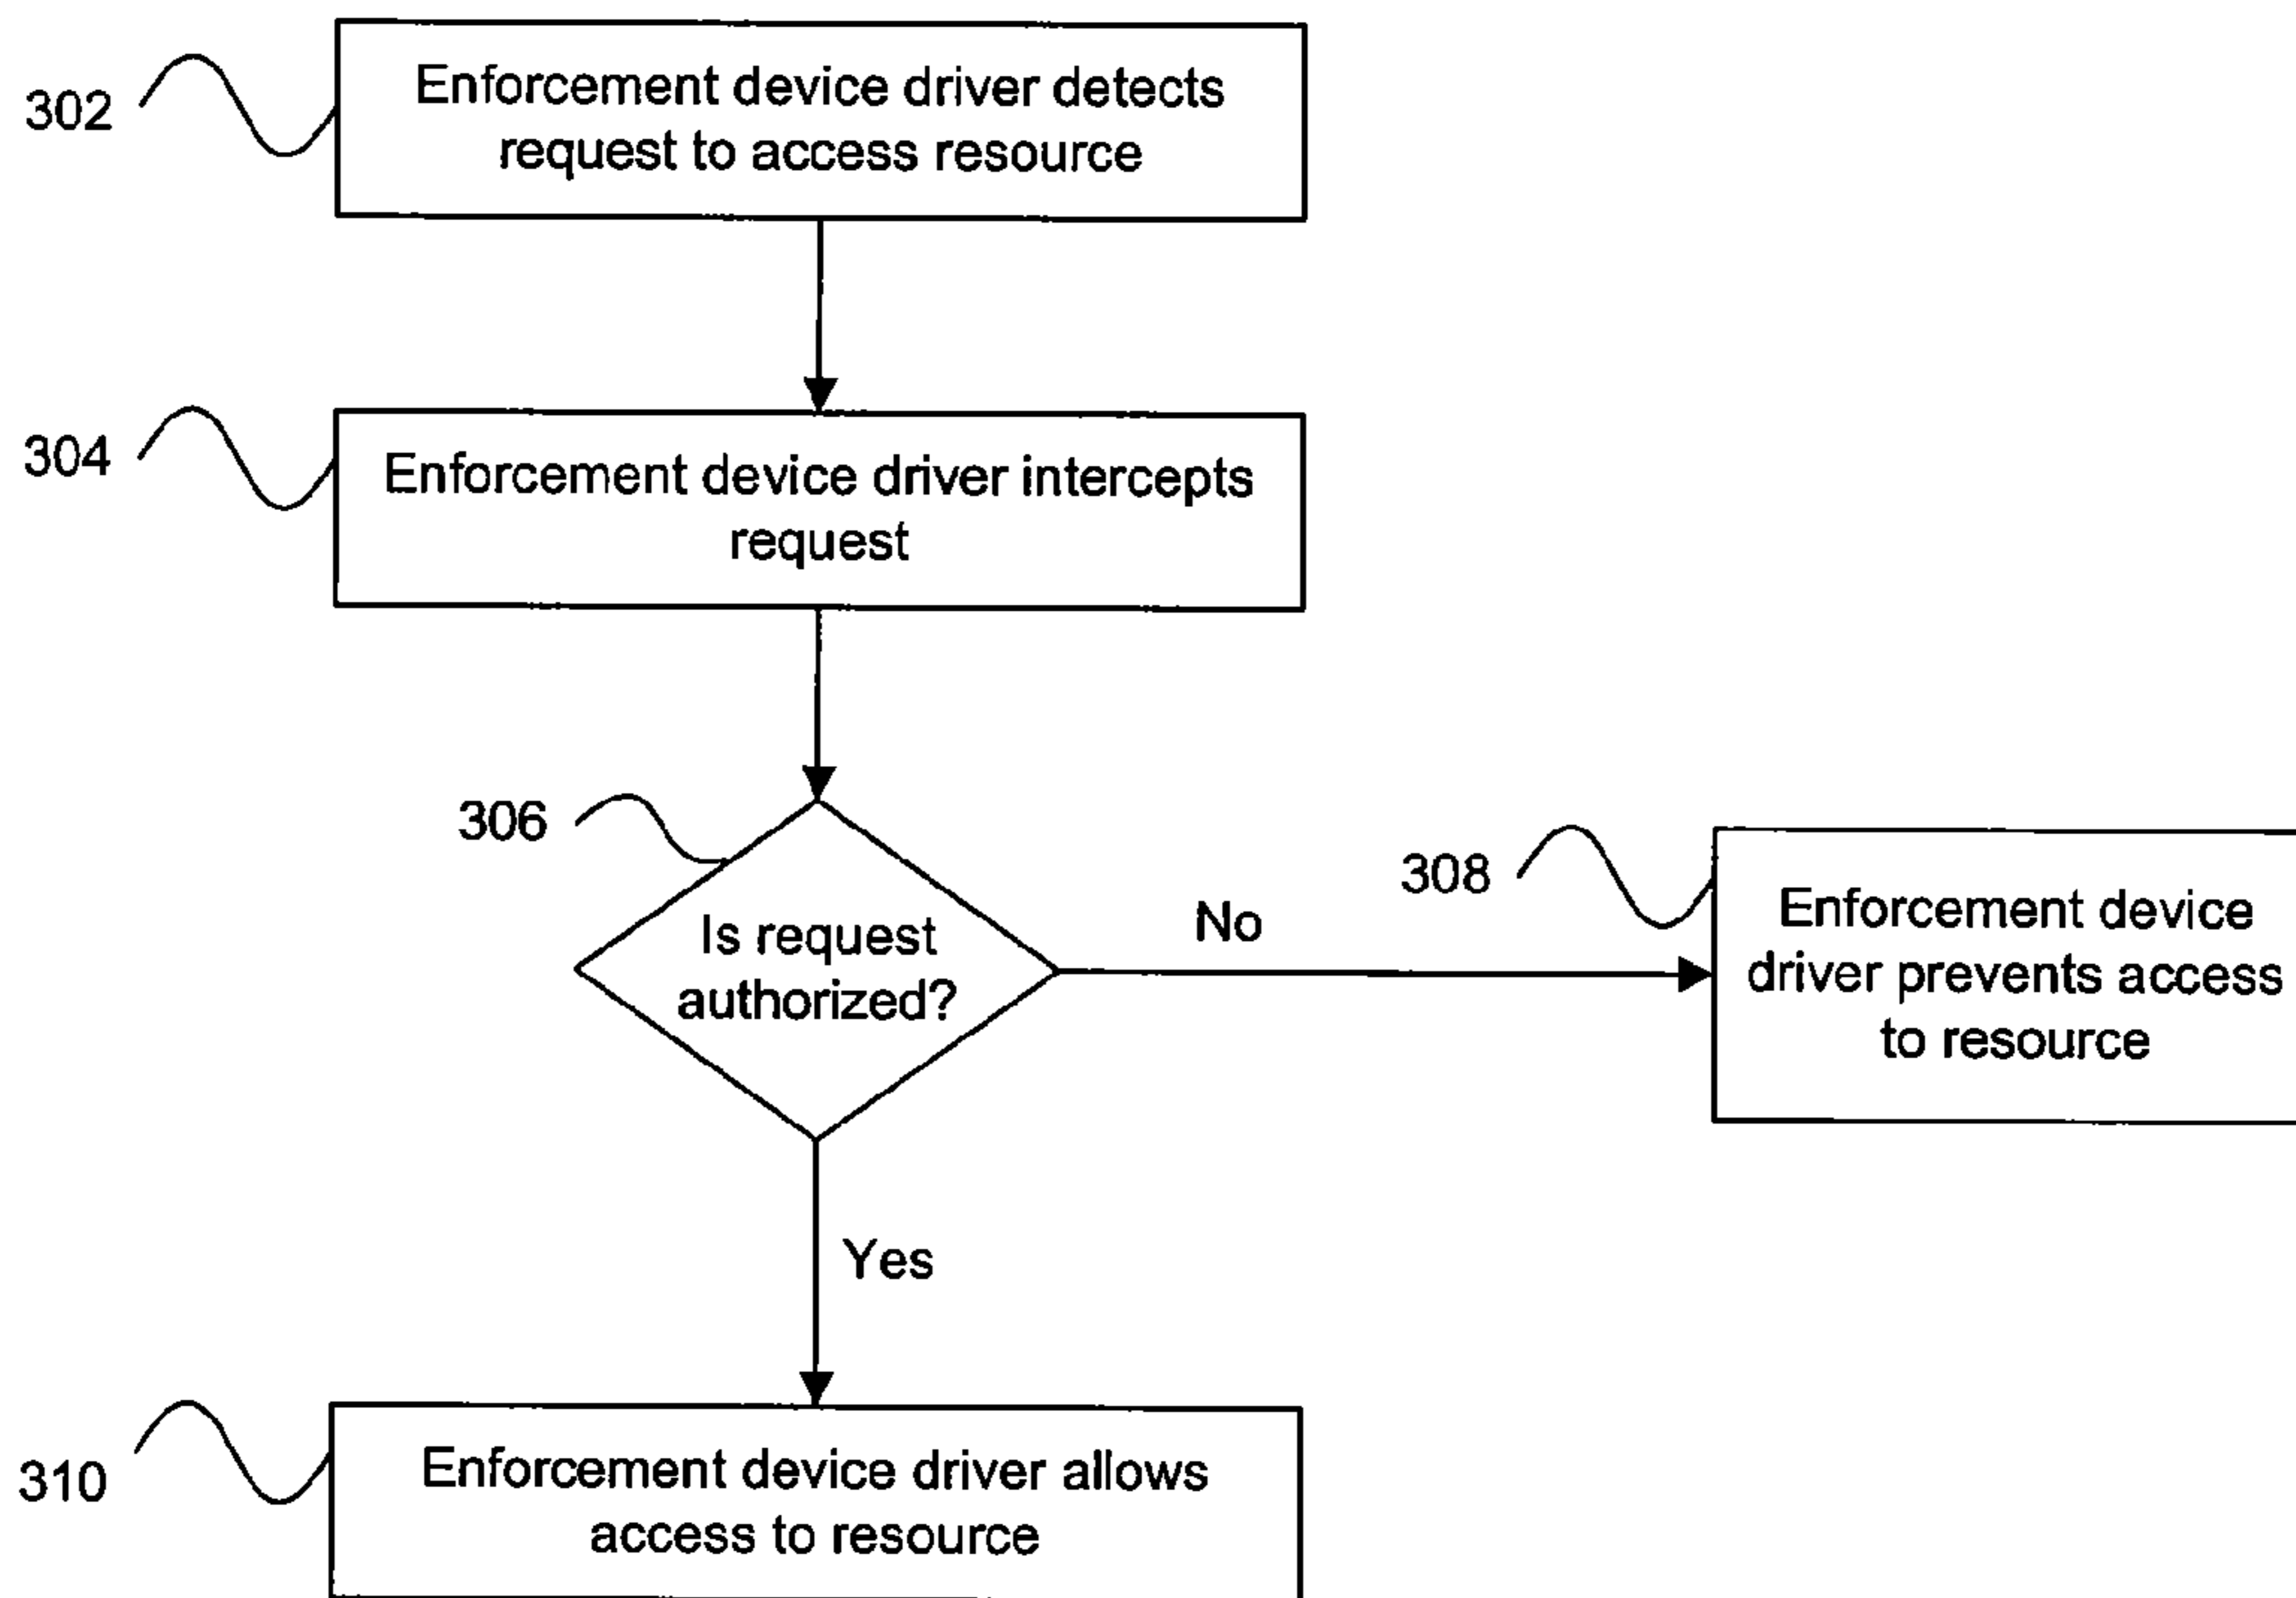 302
Enforcement device driver detects
request to access resource
304
Enforcement device driver intercepts
request
306
Is request
authorized?
No
308
Enforcement device
driver prevents access
to resource
Yes
310
Enforcement device driver allows
access to resource